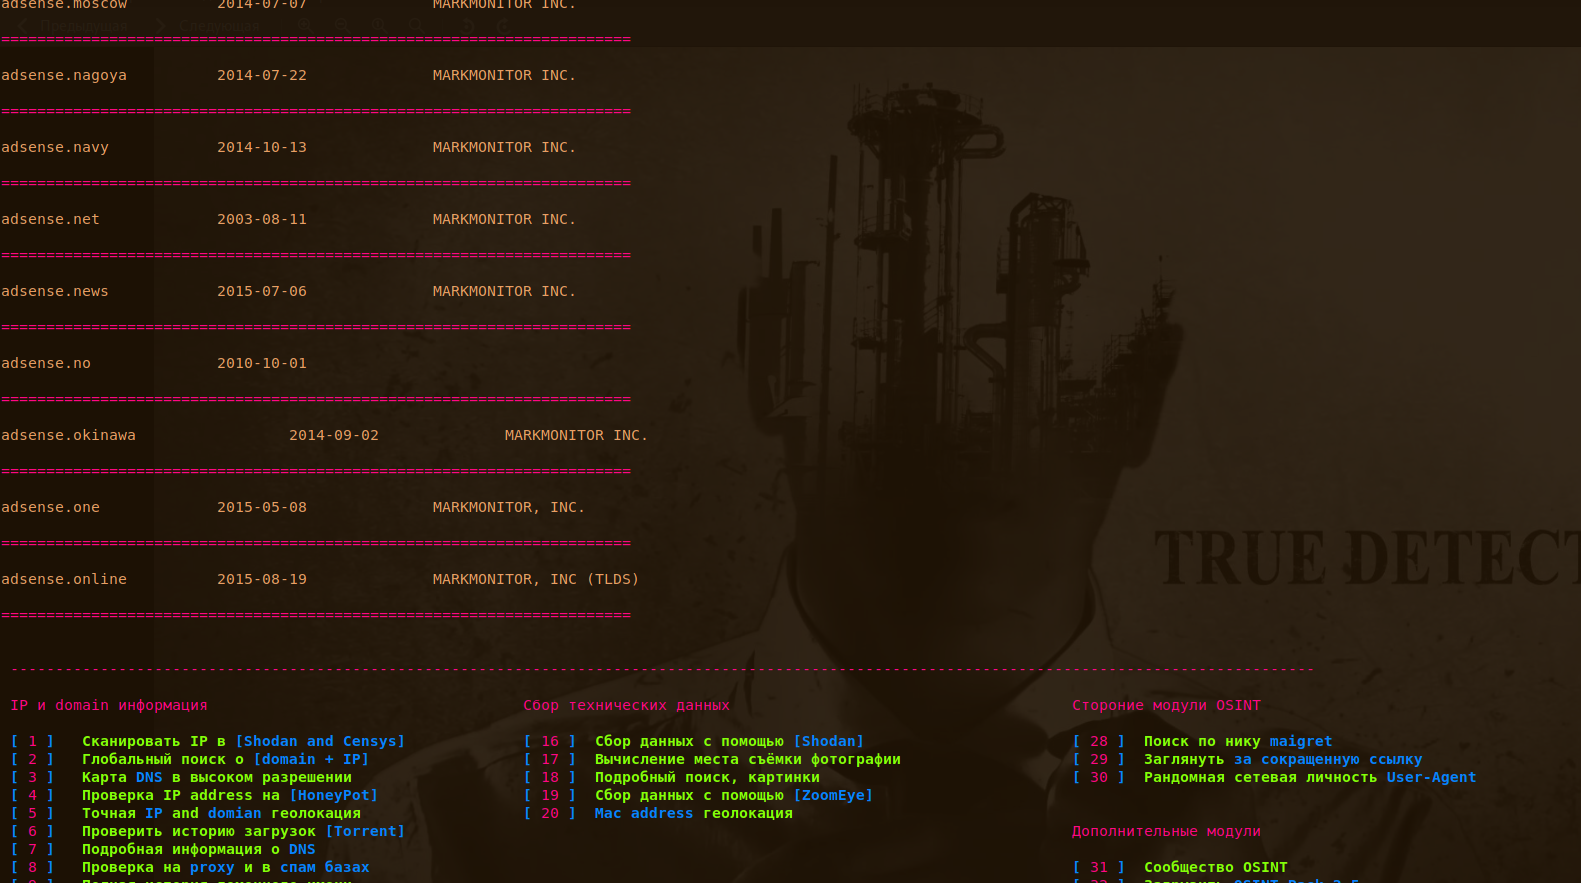 adsense.moscow 2014-07-07 MARKMONITOR INC.
Предыдущая Следующая
======================================================================
adsense.nagoya 2014-07-22 MARKMONITOR INC.
======================================================================
adsense.navy 2014-10-13 MARKMONITOR INC.
======================================================================
adsense.net 2003-08-11 MARKMONITOR INC.
======================================================================
adsense.news 2015-07-06 MARKMONITOR INC.
======================================================================
adsense.no 2010-10-01
======================================================================
adsense.okinawa 2014-09-02 MARKMONITOR INC.
======================================================================
adsense.one 2015-05-08 MARKMONITOR, INC.
======================================================================
TRUE DETECT
adsense.online 2015-08-19 MARKMONITOR, INC (TLDS)
======================================================================
-------------------------------------------------------------------------------------------------------------------------------------------------
IP и domain информация Сбор технических данных Стороние модули OSINT
[ 1 ] Сканировать IP в [Shodan and Censys] [ 16 ] Сбор данных с помощью [Shodan] [ 28 ] Поиск по нику maigret
[ 2 ] Глобальный поиск о [domain + IP] [ 17 ] Вычисление места съёмки фотографии [ 29 ] Заглянуть за сокращенную ссылку
[ 3 ] Карта DNS в высоком разрешении [ 18 ] Подробный поиск, картинки [ 30 ] Рандомная сетевая личность User-Agent
[ 4 ] Проверка IP address на [HoneyPot] [ 19 ] Сбор данных с помощью [ZoomEye]
[ 5 ] Точная IP and domian геолокация [ 20 ] Mac address геолокация
[ 6 ] Проверить историю загрузок [Torrent] Дополнительные модули
[ 7 ] Подробная информация о DNS
[ 8 ] Проверка на proxy и в спам базах [ 31 ] Сообщество OSINT